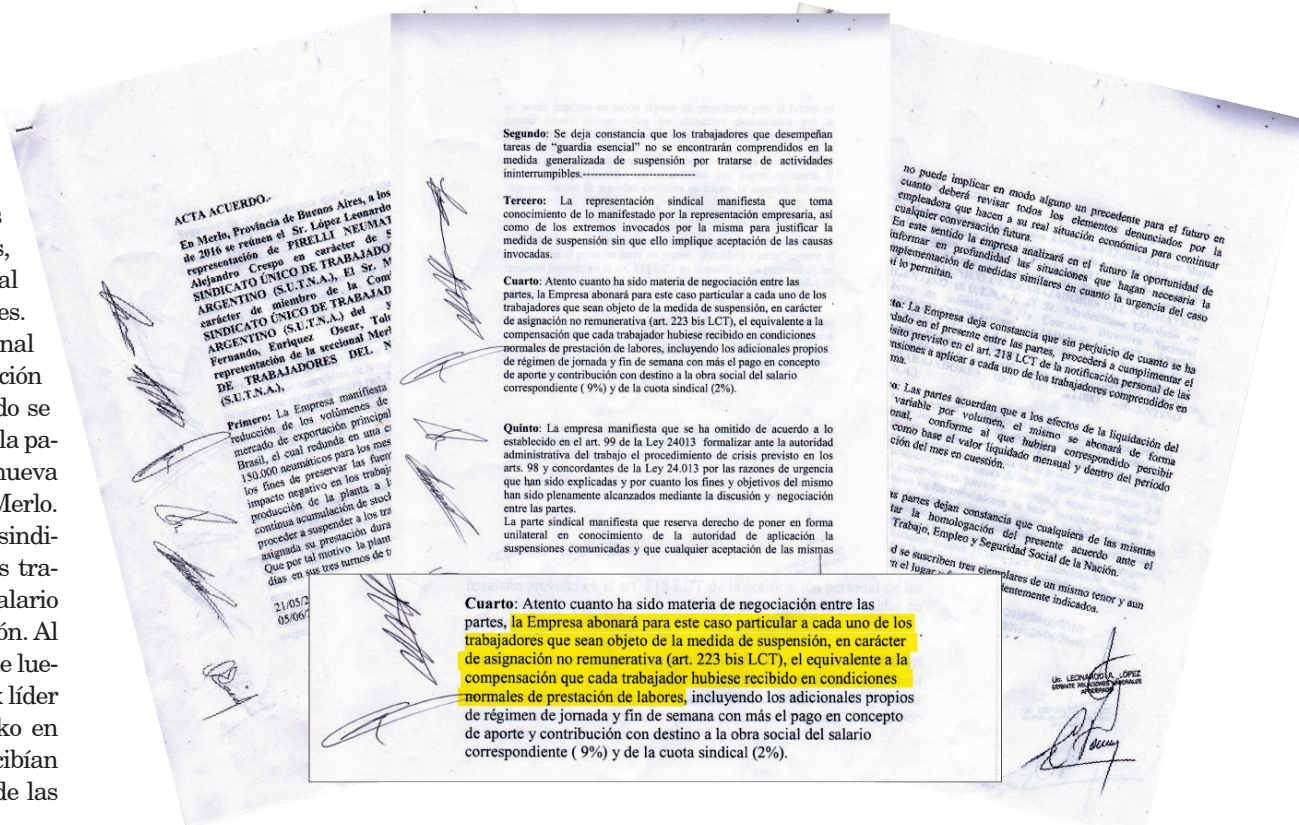 s,
al
es.
nal
ción
do se
la pa-
nueva
Merlo.
sindi-
s tra-
alario
ón. Al
e lue-
x líder
ko en
cibían
de las
ACTA ACUERDO.-
En Merlo, Provincia de Buenos Aires, a los
de 2016 se reúnen el Sr. López Leonardo
representación de PIRELLI NEUMAT
Alejandro Crespo en carácter de S
SINDICATO ÚNICO DE TRABAJADO
ARGENTINO (S.U.T.N.A.), El Sr. M
carácter de miembro de la Comi
SINDICATO ÚNICO DE TRABAJAD
ARGENTINO (S.U.T.N.A.) del S
Fernando, Enriquez Oscar, Tole
representación de la seccional Merl
DE TRABAJADORES DEL N
(S.U.T.N.A.),
Primero: La Empresa manifiesta
reducción de los volúmenes de
mercado de exportación principal
Brasil, el cual redunda en una c
150.000 neumáticos para los mes
los fines de preservar las fuen
impacto negativo en los trabaj
producción de la planta a l
continua acumulación de stock
proceder a suspender a los tra
asignada su prestación dura
Que por tal motivo la plant
días en sus tres turnos de t
21/05/2
05/06/
Segundo: Se deja constancia que los trabajadores que desempeñan
tareas de “guardia esencial” no se encontrarán comprendidos en la
medida generalizada de suspensión por tratarse de actividades
ininterrumpibles.----------------------------
Tercero: La representación sindical manifiesta que toma
conocimiento de lo manifestado por la representación empresaria, así
como de los extremos invocados por la misma para justificar la
medida de suspensión sin que ello implique aceptación de las causas
invocadas.
Cuarto: Atento cuanto ha sido materia de negociación entre las
partes, la Empresa abonará para este caso particular a cada uno de los
trabajadores que sean objeto de la medida de suspensión, en carácter
de asignación no remunerativa (art. 223 bis LCT), el equivalente a la
compensación que cada trabajador hubiese recibido en condiciones
normales de prestación de labores, incluyendo los adicionales propios
de régimen de jornada y fin de semana con más el pago en concepto
de aporte y contribución con destino a la obra social del salario
correspondiente ( 9%) y de la cuota sindical (2%).
Quinto: La empresa manifiesta que se ha omitido de acuerdo a lo
establecido en el art. 99 de la Ley 24013 formalizar ante la autoridad
administrativa del trabajo el procedimiento de crisis previsto en los
arts. 98 y concordantes de la Ley 24.013 por las razones de urgencia
que han sido explicadas y por cuanto los fines y objetivos del mismo
han sido plenamente alcanzados mediante la discusión y negociación
entre las partes.
La parte sindical manifiesta que reserva derecho de poner en forma
unilateral en conocimiento de la autoridad de aplicación la
suspensiones comunicadas y que cualquier aceptación de las mismas
no puede implicar en modo alguno un precedente para el futuro en
cuanto deberá revisar todos los elementos denunciados por la
empleadora que hacen a su real situación económica para continuar
cualquier conversación futura.
En este sentido la empresa analizará en el futuro la oportunidad de
informar en profundidad las situaciones que hagan necesaria la
mplementación de medidas similares en cuanto la urgencia del caso
í lo permitan.
to: La Empresa deja constancia que sin perjuicio de cuanto se ha
dado en el presente entre las partes, procederá a cumplimentar el
isito previsto en el art. 218 LCT de la notificación personal de las
nsiones a aplicar a cada uno de los trabajadores comprendidos en
ma.
o: Las partes acuerdan que a los efectos de la liquidación del
variable por volumen, el mismo se abonará de forma
onal, conforme al que hubiera correspondido percibir
como base el valor liquidado mensual y dentro del periodo
ción del mes en cuestión.
as partes dejan constancia que cualquiera de las mismas
tar la homologación del presente acuerdo ante el
Trabajo, Empleo y Seguridad Social de la Nación.
d se suscriben tres ejemplares de un mismo tenor y aun
n el lugar y
dentemente indicados.
Cuarto: Atento cuanto ha sido materia de negociación entre las
partes, la Empresa abonará para este caso particular a cada uno de los
trabajadores que sean objeto de la medida de suspensión, en carácter
de asignación no remunerativa (art. 223 bis LCT), el equivalente a la
compensación que cada trabajador hubiese recibido en condiciones
normales de prestación de labores, incluyendo los adicionales propios
de régimen de jornada y fin de semana con más el pago en concepto
de aporte y contribución con destino a la obra social del salario
correspondiente ( 9%) y de la cuota sindical (2%).
Lic. LEONARDO A. LÓPEZ
GERENTE RELACIONES LABORALES
APODERADO